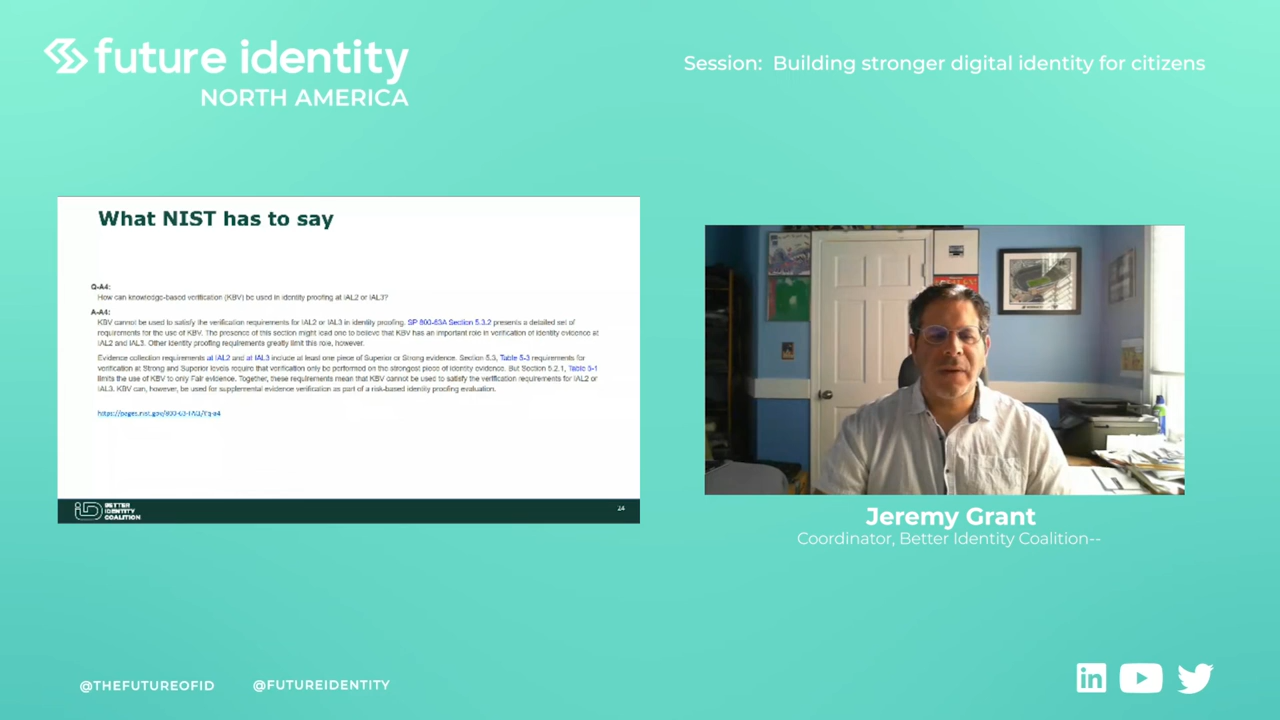 future identity
NORTH AMERICA
Session: Building stronger digital identity for citizens
What NIST has to say
Q-A4:
How can knowledge-based verification (KBV) be used in identity proofing at IAL2 or IAL3?
A-A4:
KBV cannot be used to satisfy the verification requirements for IAL2 or IAL3 in identity proofing. SP 800-63A Section 5.3.2 presents a detailed set of
requirements for the use of KBV. The presence of this section might lead one to believe that KBV has an important role in verification of identity evidence at
IAL2 and IAL3. Other identity proofing requirements greatly limit this role, however.
Evidence collection requirements at IAL2 and at IAL3 include at least one piece of Superior or Strong evidence. Section 5.3, Table 5-3 requirements for
verification at Strong and Superior levels require that verification only be performed on the strongest piece of identity evidence. But Section 5.2.1, Table 5-1
limits the use of KBV to only Fair evidence. Together, these requirements mean that KBV cannot be used to satisfy the verification requirements for IAL2 or
IAL3. KBV can, however, be used for supplemental evidence verification as part of a risk-based identity proofing evaluation.
https://pages.nist.gov/800-63-FAQ/#q-a4
BETTER
IDENTITY
COALITION
24
Jeremy Grant
Coordinator, Better Identity Coalition--
@THEFUTUREOFID
@FUTUREIDENTITY